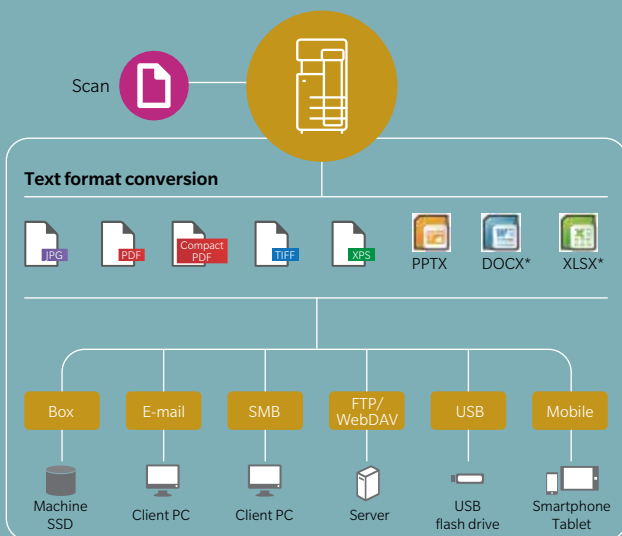 Scan
Text format conversion
JPG
PDF
Compact
PDF
TIFF
XPS
PPTX
DOCX*
XLSX*
Box
E-mail
SMB
FTP/
WebDAV
USB
Mobile
Machine
SSD
Client PC
Client PC
Server
USB
flash drive
Smartphone
Tablet